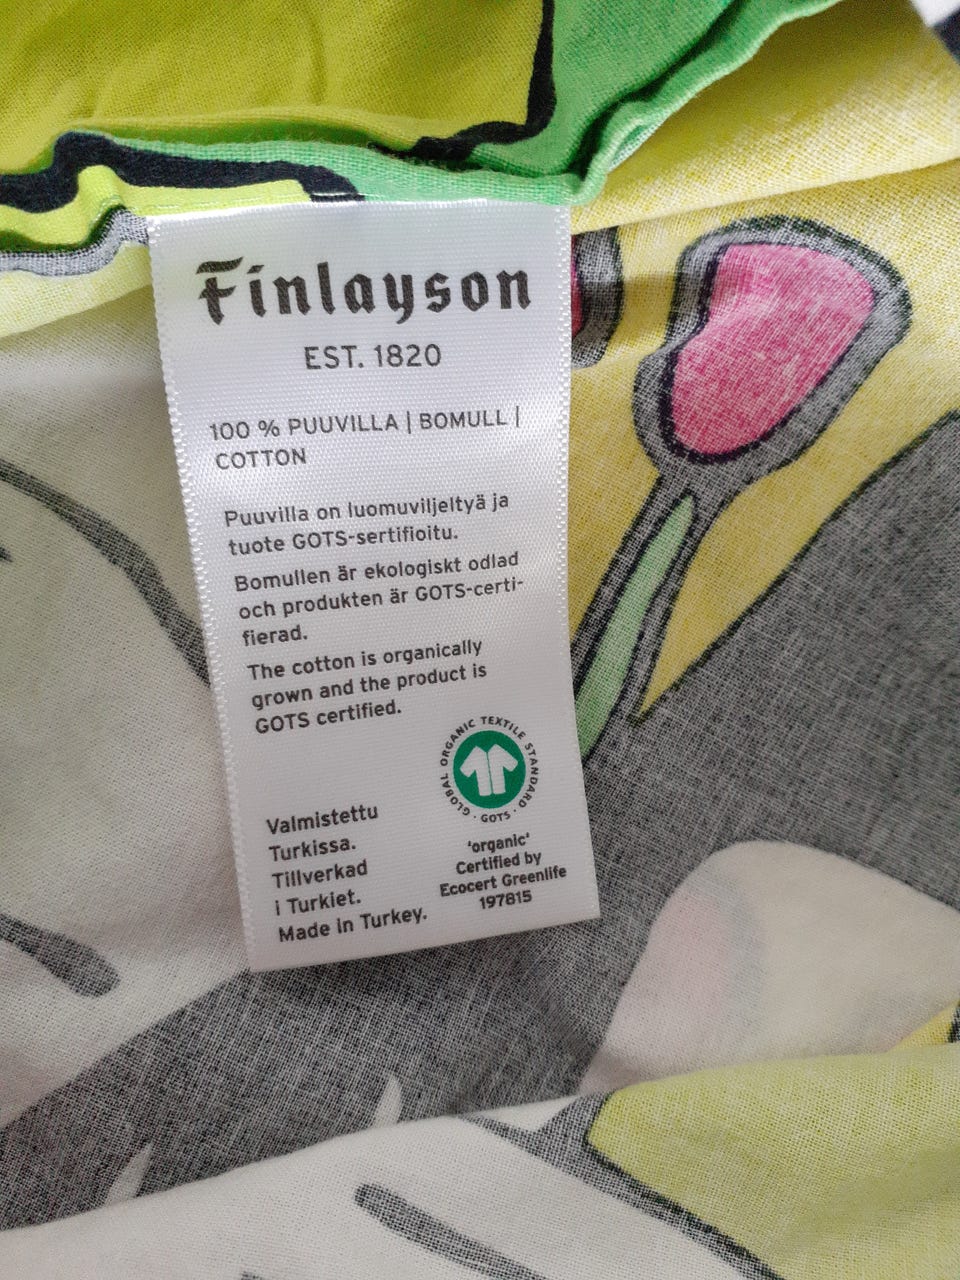 Finlayson
EST. 1820
100 % PUUVILLA | BOMULL |
COTTON
Puuvilla on luomuviljeltyä ja
tuote GOTS-sertifioitu.
Bomullen är ekologiskt odlad
och produkten är GOTS-certi-
fierad.
The cotton is organically
grown and the product is
GOTS certified.
GLOBAL ORGANIC TEXTILE STANDARD · GOTS ·
Valmistettu
Turkissa.
Tillverkad
i Turkiet.
Made in Turkey.
'organic'
Certified by
Ecocert Greenlife
197815